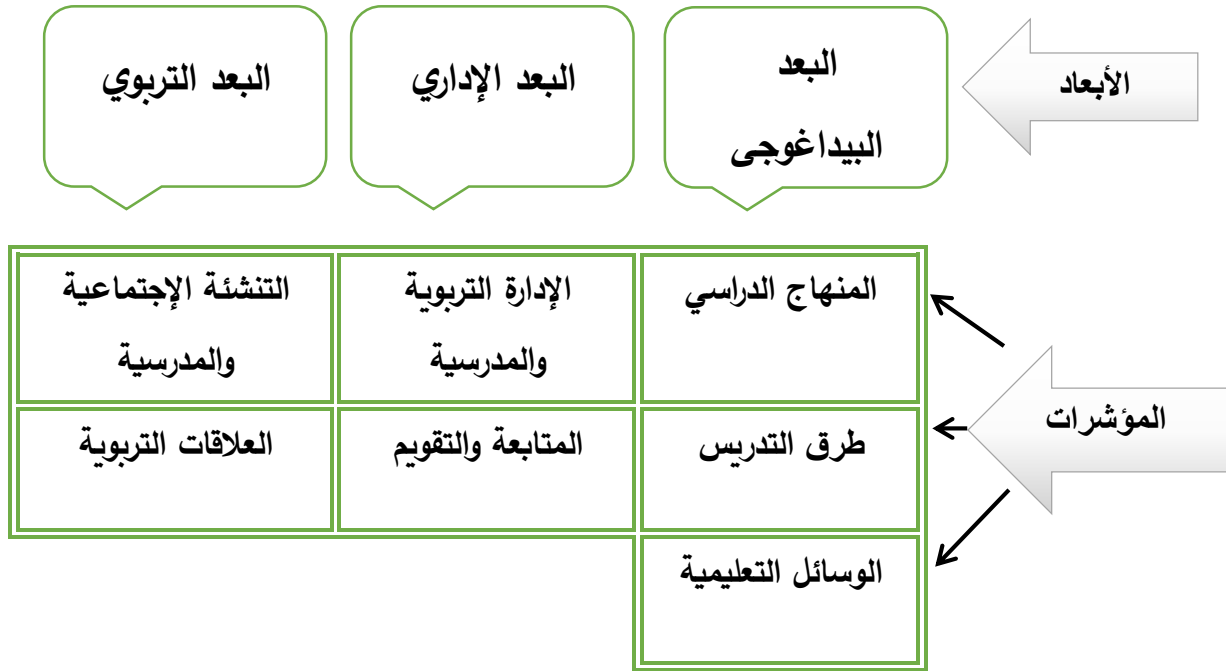 الأبعاد
البعد
البيداغوجى
البعد الإداري
البعد التربوي
المؤشرات
المنهاج الدراسي
الإدارة التربوية
والمدرسية
التنشئة الإجتماعية
والمدرسية
طرق التدريس
المتابعة والتقويم
العلاقات التربوية
الوسائل التعليمية